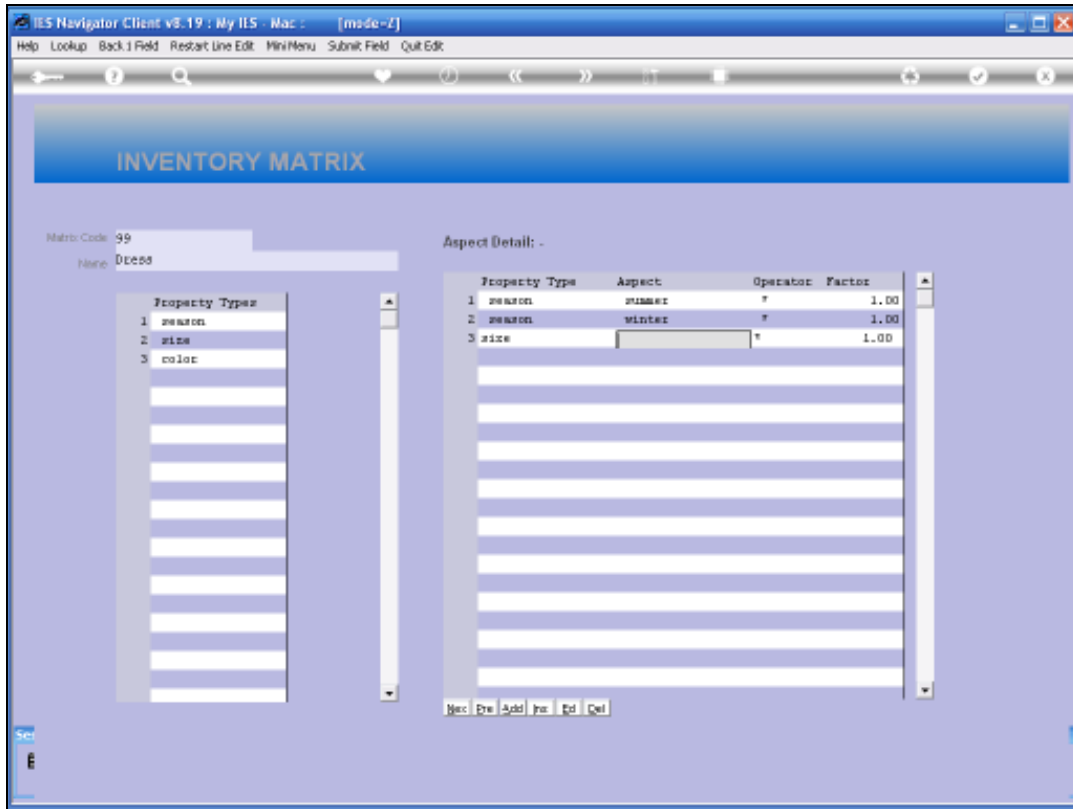 IES Navigator Client v8.19 : My IES - Mac : [mode=Z]
Help Lookup Back 1 Field Restart Line Edit MiniMenu Submit Field Quit Edit
INVENTORY MATRIX
Matrix Code 99
Name Dress
Aspect Detail: -
Property Types
1 season
2 size
3 color
Property Type Aspect Operator Factor
1 season summer * 1.00
2 season winter * 1.00
3 size * 1.00
Nex Pre Add Ins Ed Del